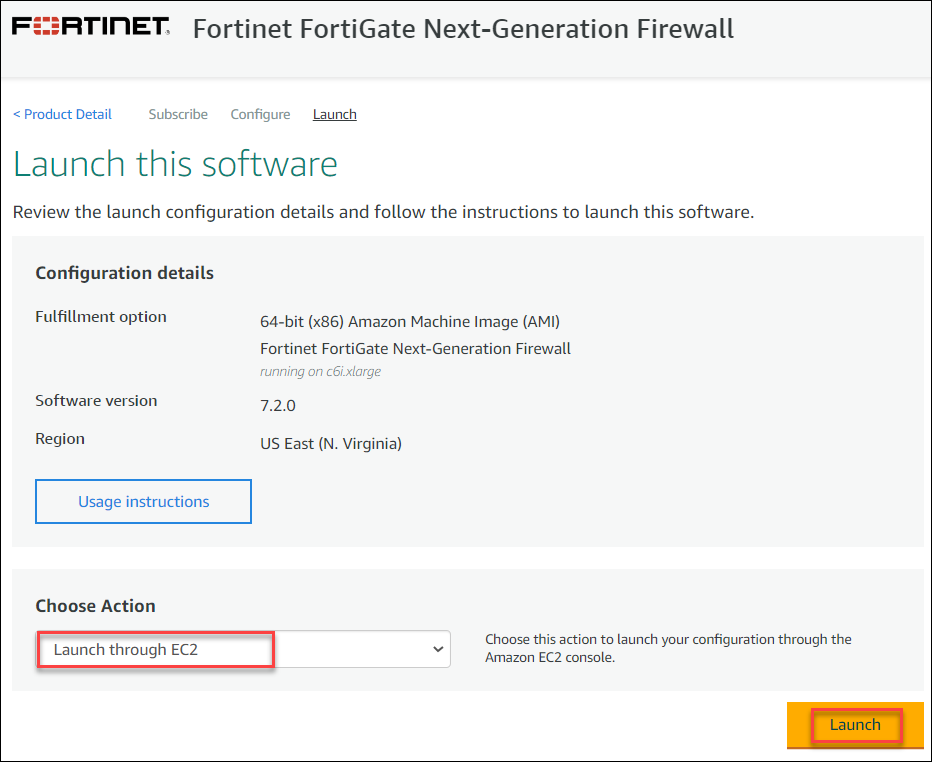 FORTINET® Fortinet FortiGate Next-Generation Firewall
< Product Detail Subscribe Configure Launch
Launch this software
Review the launch configuration details and follow the instructions to launch this software.
Configuration details
Fulfillment option
64-bit (x86) Amazon Machine Image (AMI)
Fortinet FortiGate Next-Generation Firewall
running on c6i.xlarge
Software version
7.2.0
Region
US East (N. Virginia)
Usage instructions
Choose Action
Launch through EC2
Choose this action to launch your configuration through the
Amazon EC2 console.
Launch